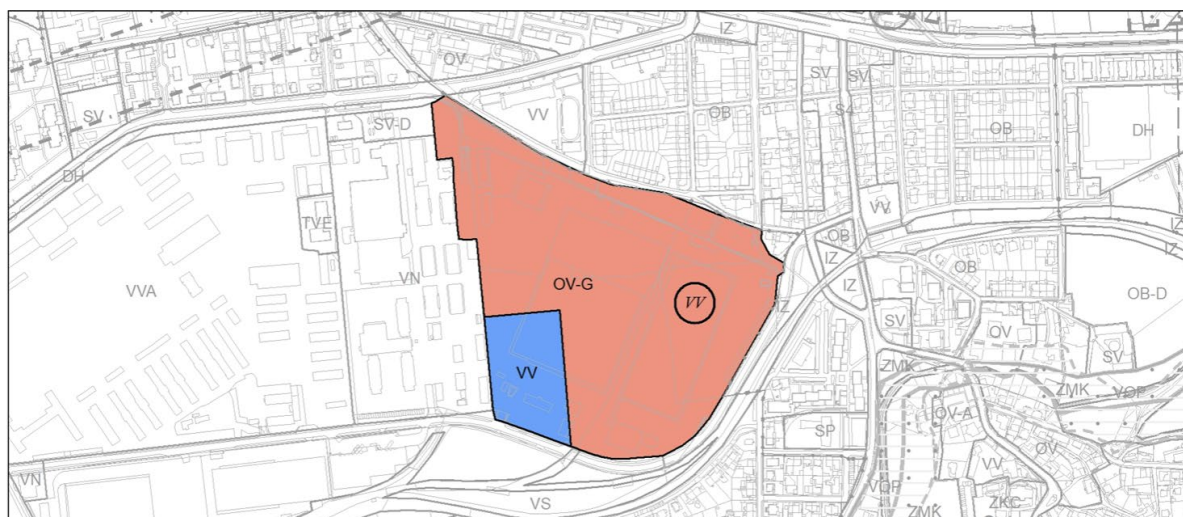 IZ
OV
SV
SV
SV
VV
OB
S4
OB
DH
SV-D
DH
TVE
VV
IZ
OB
IZ
IZ
OB
VVA
VN
OV-G
VV
IZ
OB-D
SV
OV
SV
VV
ZMK
ZMK
VOP
OV-A
SP
OV
VV
VN
VOP
VS
ZMK
ZKC